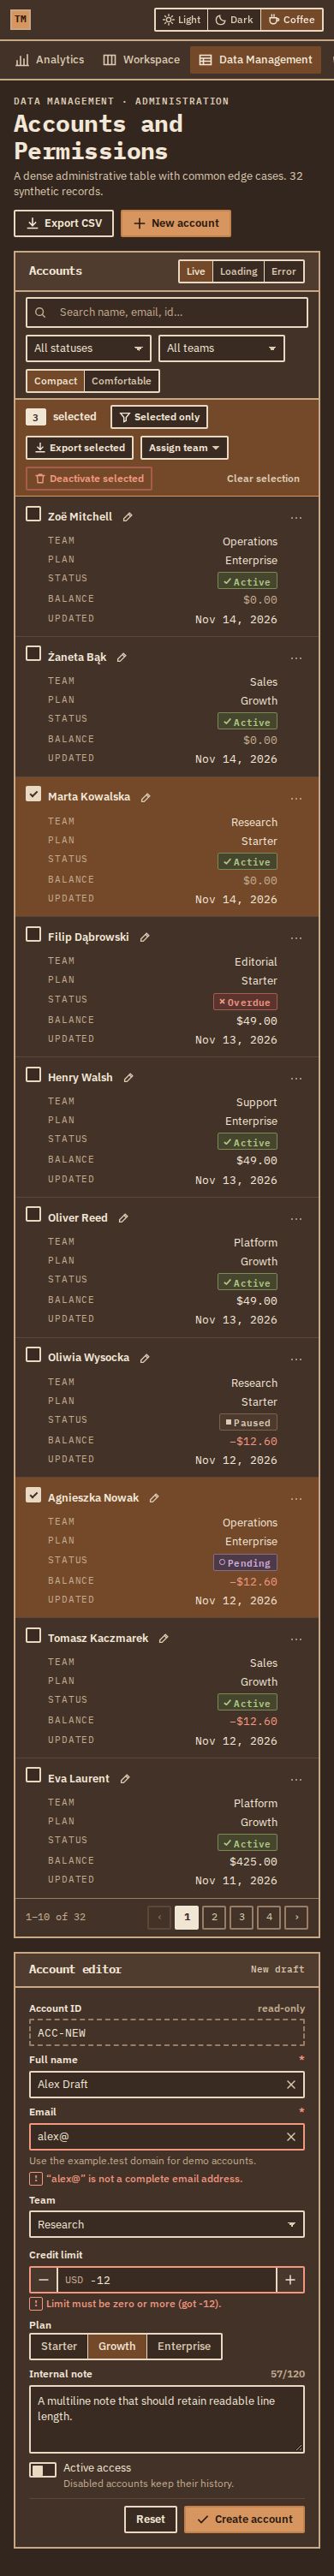 TM
Light
Dark
Coffee
Analytics
Workspace
Data Management
DATA MANAGEMENT · ADMINISTRATION
Accounts and
Permissions
A dense administrative table with common edge cases. 32
synthetic records.
Export CSV
New account
Accounts
Live
Loading
Error
Search name, email, id…
All statuses
All teams
Compact
Comfortable
3 selected
Selected only
Export selected
Assign team
Deactivate selected
Clear selection
Zoë Mitchell
TEAM Operations
PLAN Enterprise
STATUS Active
BALANCE $0.00
UPDATED Nov 14, 2026
Żaneta Bąk
TEAM Sales
PLAN Growth
STATUS Active
BALANCE $0.00
UPDATED Nov 14, 2026
Marta Kowalska
TEAM Research
PLAN Starter
STATUS Active
BALANCE $0.00
UPDATED Nov 14, 2026
Filip Dąbrowski
TEAM Editorial
PLAN Starter
STATUS Overdue
BALANCE $49.00
UPDATED Nov 13, 2026
Henry Walsh
TEAM Support
PLAN Enterprise
STATUS Active
BALANCE $49.00
UPDATED Nov 13, 2026
Oliver Reed
TEAM Platform
PLAN Growth
STATUS Active
BALANCE $49.00
UPDATED Nov 13, 2026
Oliwia Wysocka
TEAM Research
PLAN Starter
STATUS Paused
BALANCE −$12.60
UPDATED Nov 12, 2026
Agnieszka Nowak
TEAM Operations
PLAN Enterprise
STATUS Pending
BALANCE −$12.60
UPDATED Nov 12, 2026
Tomasz Kaczmarek
TEAM Sales
PLAN Growth
STATUS Active
BALANCE −$12.60
UPDATED Nov 12, 2026
Eva Laurent
TEAM Platform
PLAN Growth
STATUS Active
BALANCE $425.00
UPDATED Nov 11, 2026
1–10 of 32
‹ 1 2 3 4 ›
Account editor
New draft
Account ID
read-only
ACC-NEW
Full name *
Alex Draft
Email *
alex@
Use the example.test domain for demo accounts.
! "alex@" is not a complete email address.
Team
Research
Credit limit
− USD -12 +
! Limit must be zero or more (got -12).
Plan
Starter
Growth
Enterprise
Internal note
57/120
A multiline note that should retain readable line
length.
Active access
Disabled accounts keep their history.
Reset
Create account